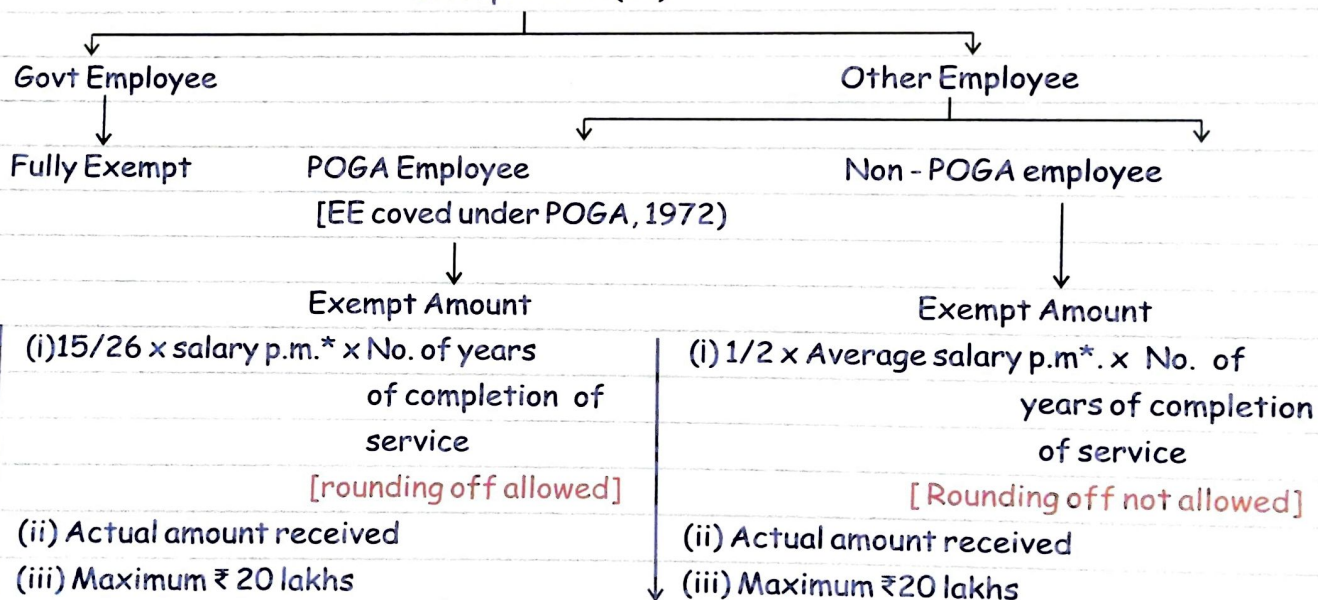 Govt Employee Other Employee
Fully Exempt POGA Employee Non - POGA employee
[EE coved under POGA, 1972)
Exempt Amount Exempt Amount
(i)15/26 x salary p.m.* x No. of years
of completion of
service
[rounding off allowed]
(ii) Actual amount received
(iii) Maximum ₹ 20 lakhs
(i) 1/2 x Average salary p.m*. x No. of
years of completion
of service
[ Rounding off not allowed]
(ii) Actual amount received
(iii) Maximum ₹20 lakhs